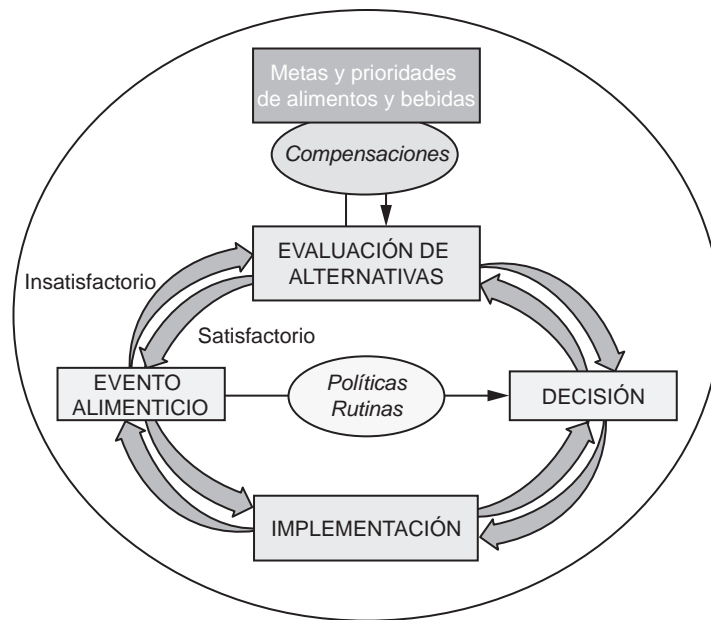 Metas y prioridades
de alimentos y bebidas
Compensaciones
EVALUACIÓN DE
ALTERNATIVAS
Insatisfactorio
Satisfactorio
EVENTO
ALIMENTICIO
Políticas
Rutinas
DECISIÓN
IMPLEMENTACIÓN